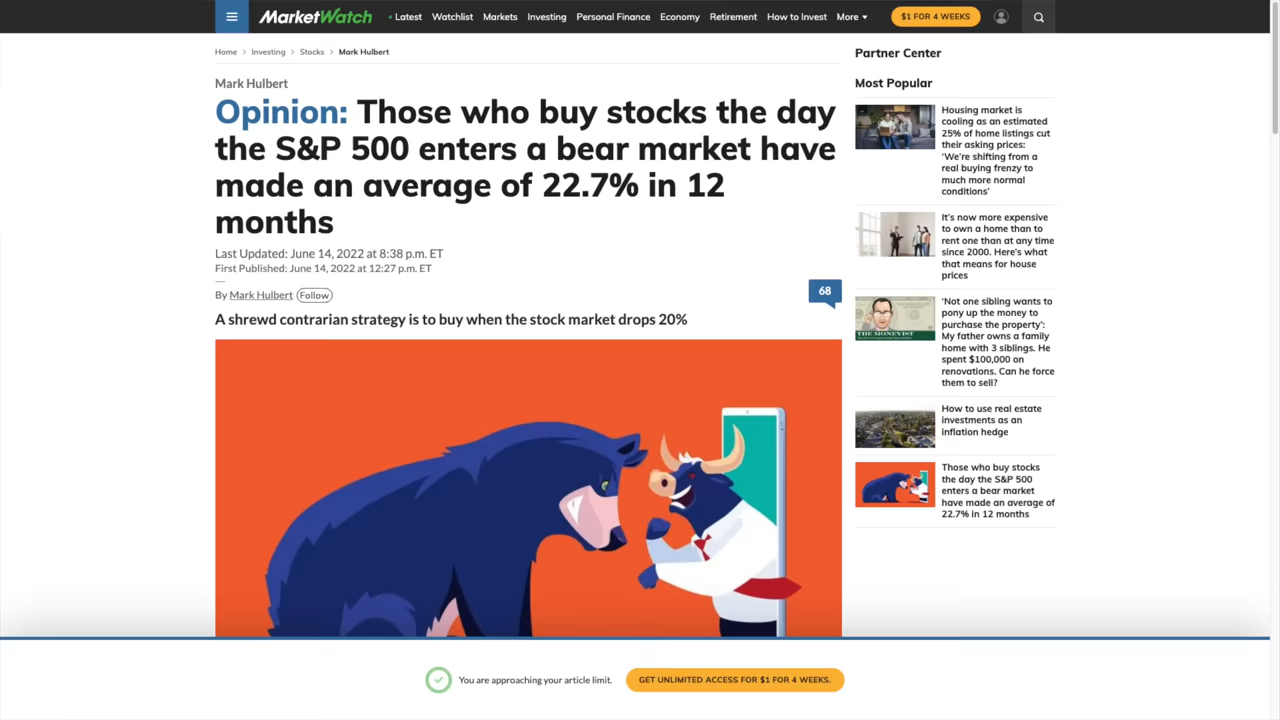 MarketWatch
Latest Watchlist Markets Investing Personal Finance Economy Retirement How to Invest More
$1 FOR 4 WEEKS
Home > Investing > Stocks > Mark Hulbert
Mark Hulbert
Opinion: Those who buy stocks the day
the S&P 500 enters a bear market have
made an average of 22.7% in 12
months
Last Updated: June 14, 2022 at 8:38 p.m. ET
First Published: June 14, 2022 at 12:27 p.m. ET
By Mark Hulbert Follow
68
A shrewd contrarian strategy is to buy when the stock market drops 20%
Partner Center
Most Popular
Housing market is
cooling as an estimated
25% of home listings cut
their asking prices:
‘We’re shifting from a
real buying frenzy to
much more normal
conditions’
It’s now more expensive
to own a home than to
rent one than at any time
since 2000. Here’s what
that means for house
prices
THE MONEYIST
‘Not one sibling wants to
pony up the money to
purchase the property’:
My father owns a family
home with 3 siblings. He
spent $100,000 on
renovations. Can he force
them to sell?
How to use real estate
investments as an
inflation hedge
Those who buy stocks
the day the S&P 500
enters a bear market
have made an average of
22.7% in 12 months
You are approaching your article limit.
GET UNLIMITED ACCESS FOR $1 FOR 4 WEEKS.